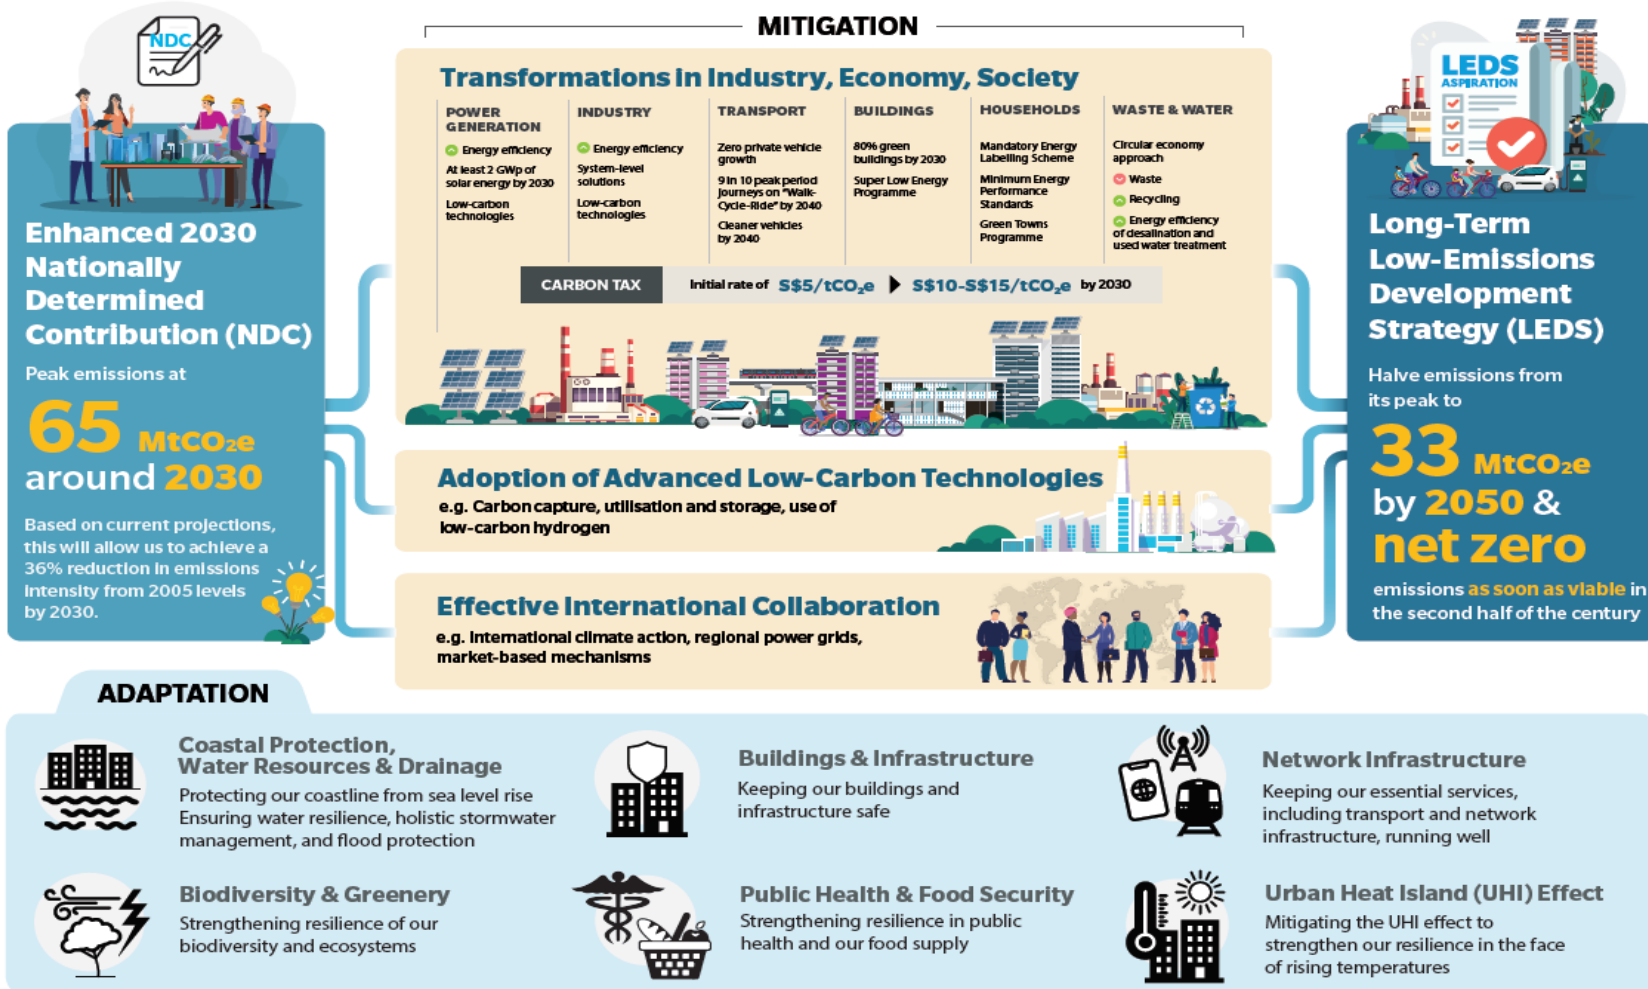 NDC
Enhanced 2030
Nationally
Determined
Contribution (NDC)
Peak emissions at
65 MtCO₂e
around 2030
Based on current projections,
this will allow us to achieve a
36% reduction in emissions
intensity from 2005 levels
by 2030.
MITIGATION
Transformations in Industry, Economy, Society
POWER
GENERATION
Energy efficiency
At least 2 GWp of
solar energy by 2030
Low-carbon
technologies
INDUSTRY
Energy efficiency
System-level
solutions
Low-carbon
technologies
TRANSPORT
Zero private vehicle
growth
9 in 10 peak period
journeys on "Walk-
Cycle-Ride" by 2040
Cleaner vehicles
by 2040
BUILDINGS
80% green
buildings by 2030
Super Low Energy
Programme
HOUSEHOLDS
Mandatory Energy
Labelling Scheme
Minimum Energy
Performance
Standards
Green Towns
Programme
WASTE & WATER
Circular economy
approach
Waste
Recycling
Energy efficiency
of desalination and
used water treatment
CARBON TAX
Initial rate of S$5/tCO₂e S$10-S$15/tCO₂e by 2030
Adoption of Advanced Low-Carbon Technologies
e.g. Carbon capture, utilisation and storage, use of
low-carbon hydrogen
Effective International Collaboration
e.g. International climate action, regional power grids,
market-based mechanisms
LEDS
ASPIRATION
Long-Term
Low-Emissions
Development
Strategy (LEDS)
Halve emissions from
its peak to
33 MtCO₂e
by 2050 &
net zero
emissions as soon as viable in
the second half of the century
ADAPTATION
Coastal Protection,
Water Resources & Drainage
Protecting our coastline from sea level rise
Ensuring water resilience, holistic stormwater
management, and flood protection
Buildings & Infrastructure
Keeping our buildings and
infrastructure safe
Network Infrastructure
Keeping our essential services,
including transport and network
infrastructure, running well
Biodiversity & Greenery
Strengthening resilience of our
biodiversity and ecosystems
Public Health & Food Security
Strengthening resilience in public
health and our food supply
Urban Heat Island (UHI) Effect
Mitigating the UHI effect to
strengthen our resilience in the face
of rising temperatures